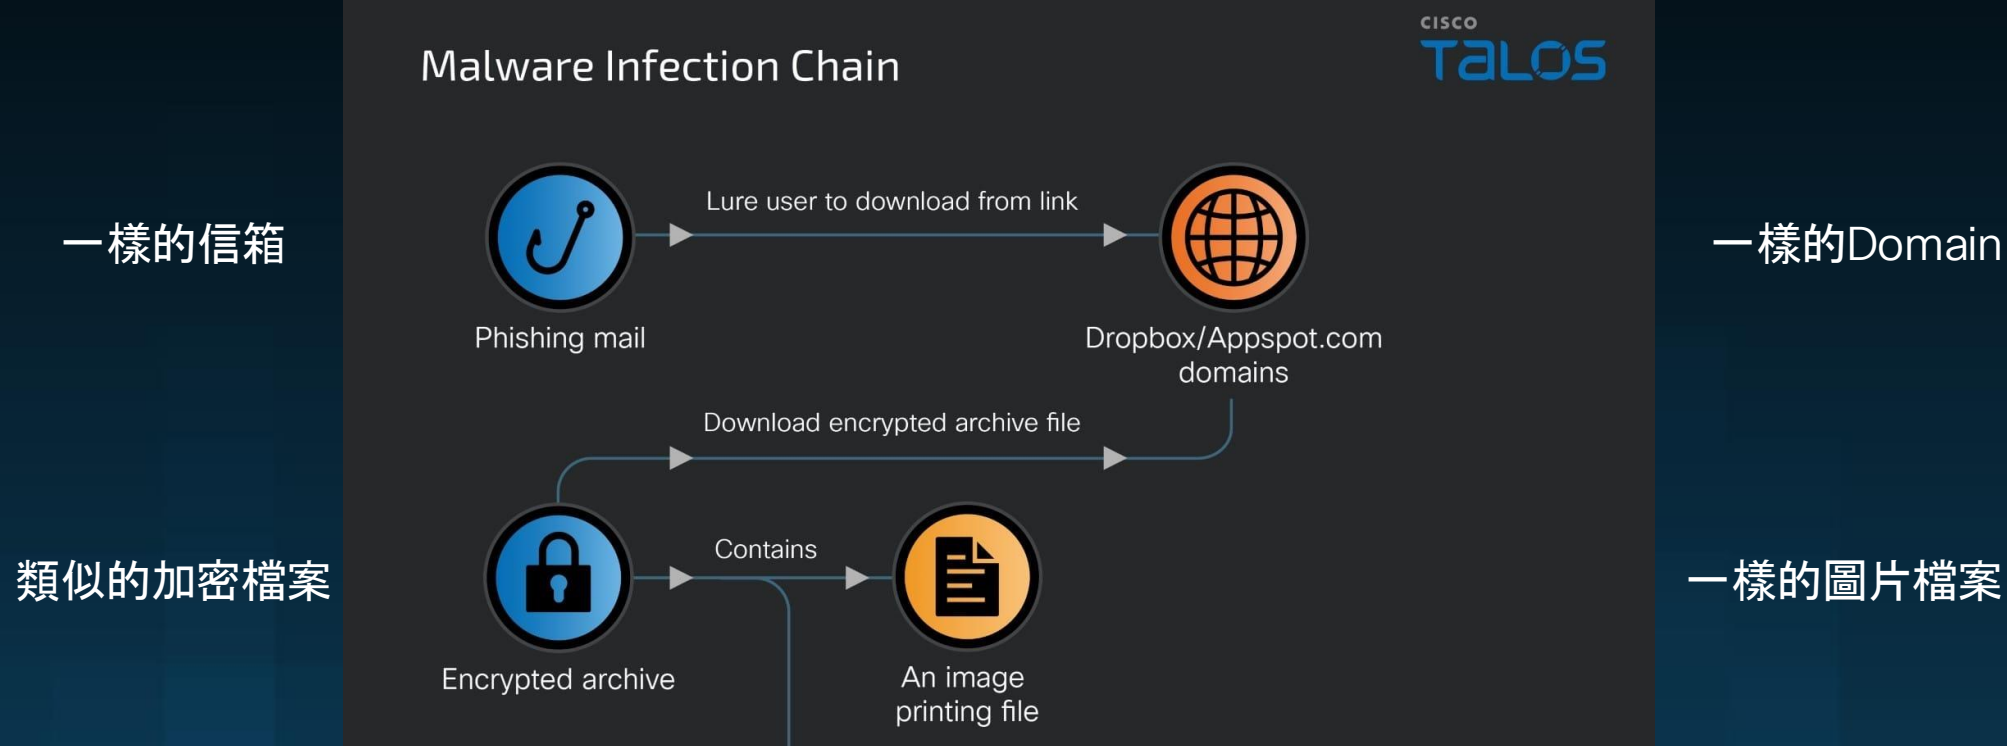 CISCO
TALOS
Malware Infection Chain
一樣的信箱
Lure user to download from link
一樣的Domain
Phishing mail
Dropbox/Appspot.com
domains
Download encrypted archive file
類似的加密檔案
Contains
一樣的圖片檔案
Encrypted archive
An image
printing file